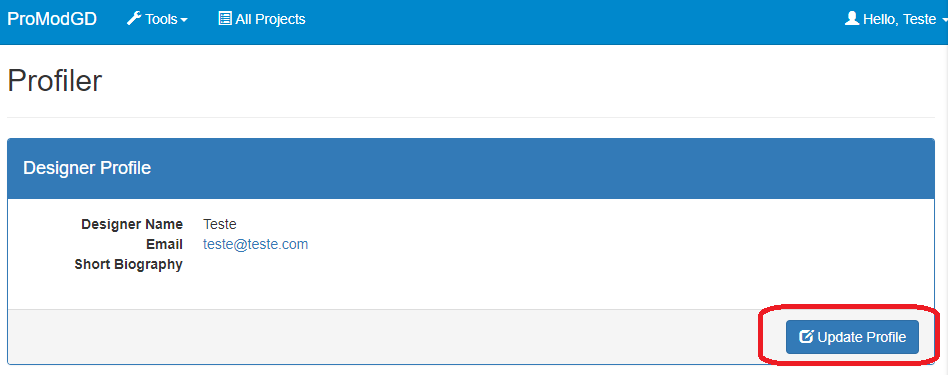 ProModGD Tools All Projects Hello, Teste
Profiler
Designer Profile
Designer Name Teste
Email teste@teste.com
Short Biography
Update Profile